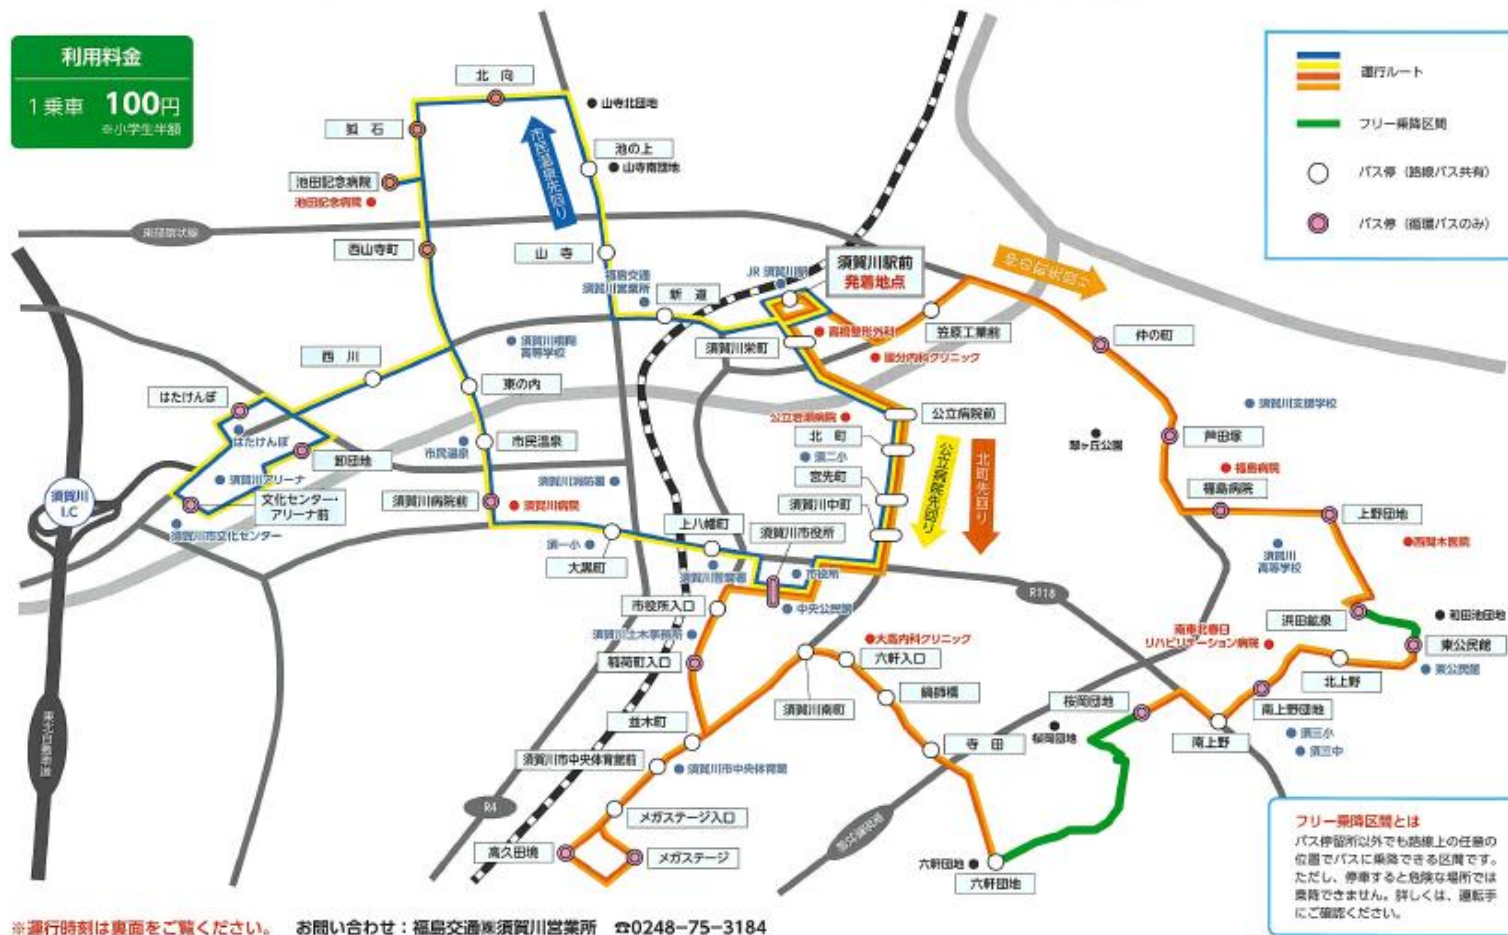 利用料金
1乗車 100円
※小学生半額
北 向
山寺北団地
狐 石
市民温泉先回り
池の上
山寺南団地
池田記念病院
池田記念病院
西山寺町
山 寺
福島交通
須賀川営業所
新 道
JR 須賀川駅
須賀川駅前
発着地点
仲の町先回り
運行ルート
フリー乗降区間
バス停（路線バス共有）
バス停（循環バスのみ）
高橋整形外科
笠原工業前
仲の町
須賀川栄町
国分内科クリニック
西 川
高等学校
東の内
はたけんぼ
はたけんぼ
公立岩瀬病院
公立病院前
須賀川支援学校
琴ヶ丘公園
芦田塚
北 町
須二小
市民温泉
市民温泉
卸団地
須賀川アリーナ
須賀川消防署
宮先町
公立病院先回り
北町先回り
福島病院
福島病院
須賀川
I.C
文化センター・
アリーナ前
須賀川病院前
須賀川病院
須賀川中町
上野団地
須賀川市文化センター
上八幡町
須賀川市役所
須一小
大黒町
須賀川警察署
市役所
須賀川
高等学校
R118
市役所入口
中央公民館
浜田鉱泉
和田池団地
須賀川土木事務所
大島内科クリニック
南東北春日
リハビリテーション病院
東公民館
東公民館
稲荷町入口
六軒入口
北上野
鍋師橋
桜岡団地
南上野団地
並木町
須賀川南町
桜岡団地
須三小
須三中
南上野
東北自動車道
寺 田
須賀川市中央体育館前
須賀川市中央体育館
R4
メガステージ入口
高久田境
メガステージ
六軒団地
六軒団地
フリー乗降区間とは
バス停留所以外でも路線上の任意の
位置でバスに乗降できる区間です。
ただし、停車すると危険な場所では
乗降できません。詳しくは、運転手
にご確認ください。
※運行時刻は裏面をご覧ください。 お問い合わせ：福島交通㈱須賀川営業所 ☎0248-75-3184